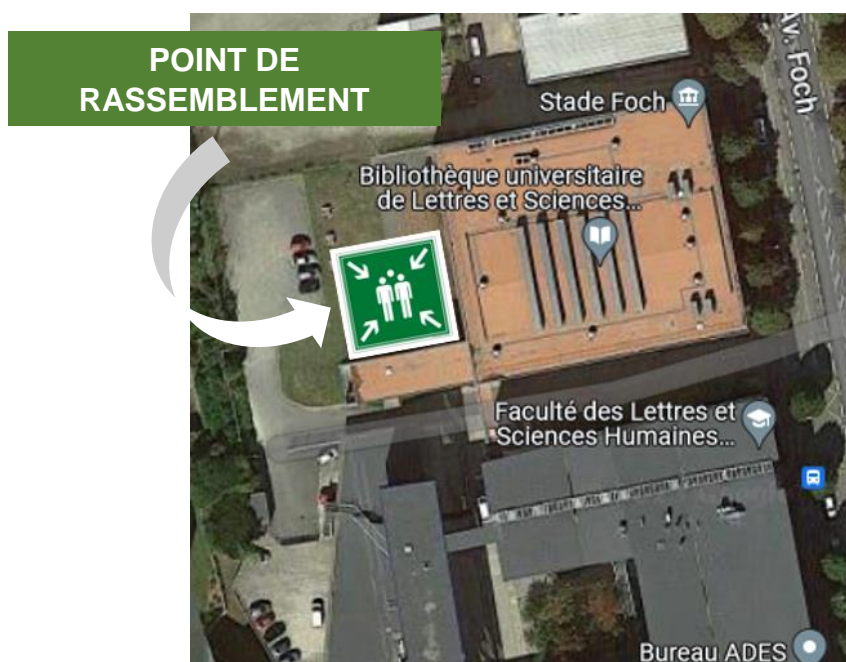 POINT DE
RASSEMBLEMENT
Av. Foch
Stade Foch
Bibliothèque universitaire
de Lettres et Sciences...
Faculté des Lettres et
Sciences Humaines...
Bureau ADES